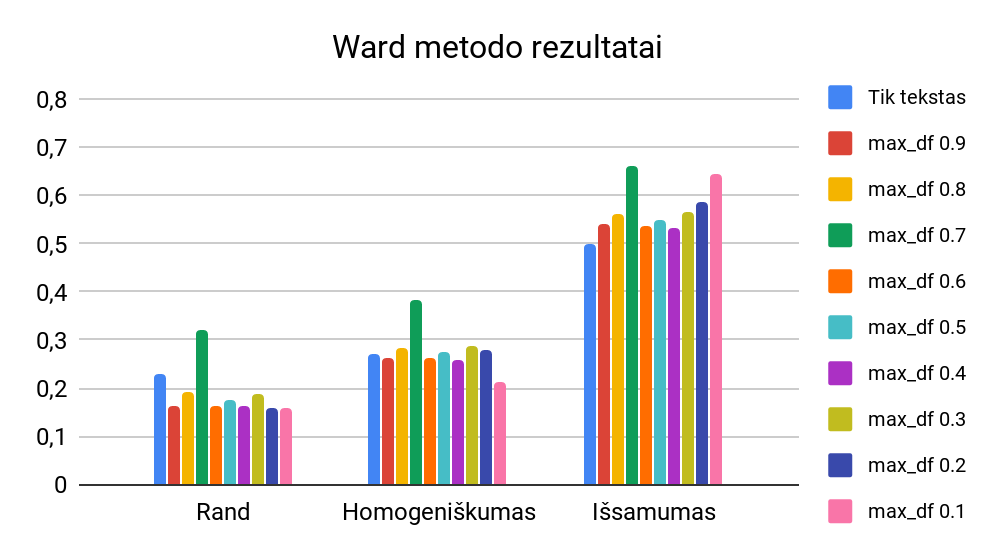 Ward metodo rezultatai
0,8
0,7
0,6
0,5
0,4
0,3
0,2
0,1
0
Rand
Homogeniškumas
Išsamumas
Tik tekstas
max_df 0.9
max_df 0.8
max_df 0.7
max_df 0.6
max_df 0.5
max_df 0.4
max_df 0.3
max_df 0.2
max_df 0.1